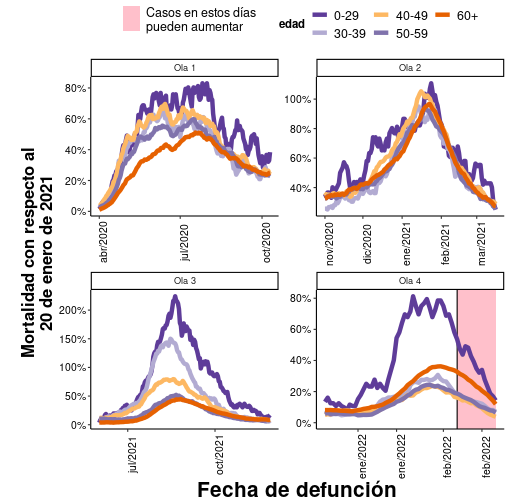 Casos en estos días
pueden aumentar
edad
0-29
40-49
60+
30-39
50-59
Ola 1
Ola 2
80%
60%
40%
20%
0%
100%
80%
60%
40%
abr/2020
jul/2020
oct/2020
nov/2020
dic/2020
ene/2021
feb/2021
mar/2021
Ola 3
Ola 4
200%
150%
100%
50%
0%
80%
60%
40%
20%
0%
jul/2021
oct/2021
ene/2022
ene/2022
feb/2022
feb/2022
Mortalidad con respecto al
20 de enero de 2021
Fecha de defunción